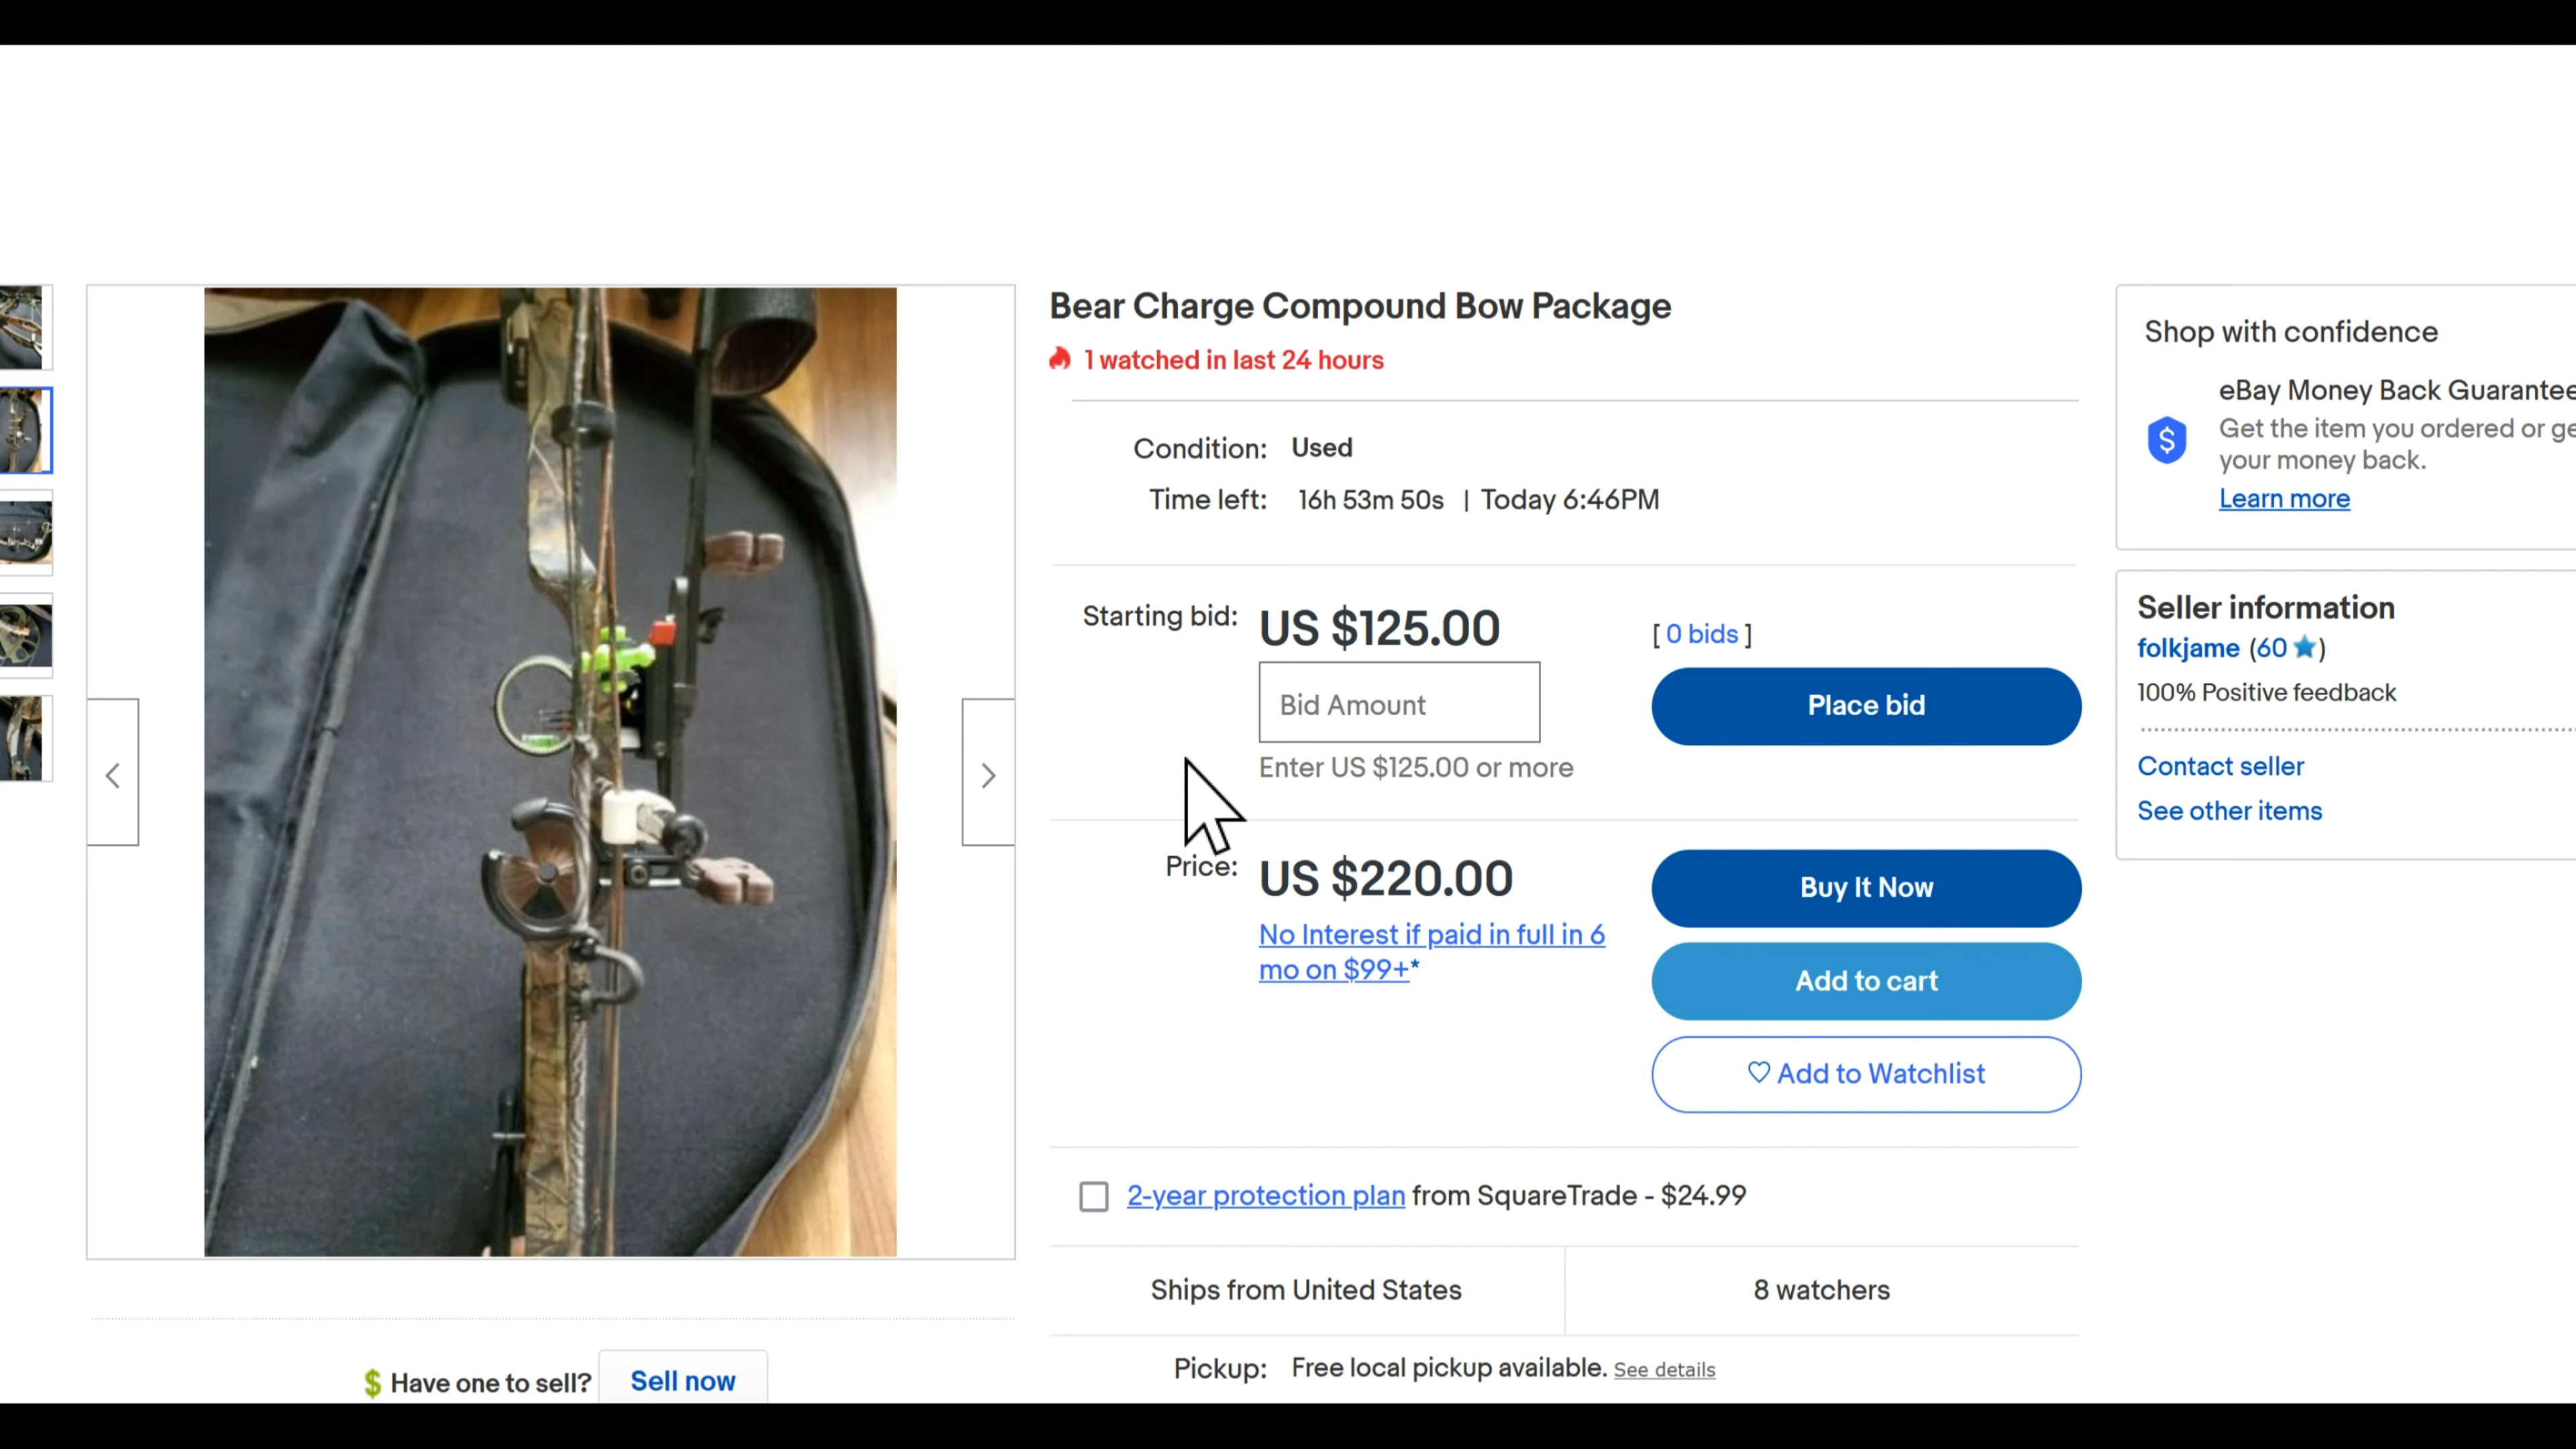 Bear Charge Compound Bow Package
1 watched in last 24 hours
Condition: Used
Time left: 16h 53m 50s | Today 6:46PM
Starting bid: US $125.00 [ 0 bids ]
Bid Amount
Place bid
Enter US $125.00 or more
Price: US $220.00
Buy It Now
No Interest if paid in full in 6
mo on $99+*
Add to cart
Add to Watchlist
2-year protection plan from SquareTrade - $24.99
Ships from United States
8 watchers
Pickup: Free local pickup available. See details
$ Have one to sell? Sell now
Shop with confidence
eBay Money Back Guarantee
$
Get the item you ordered or ge
your money back.
Learn more
Seller information
folkjame (60)
100% Positive feedback
Contact seller
See other items